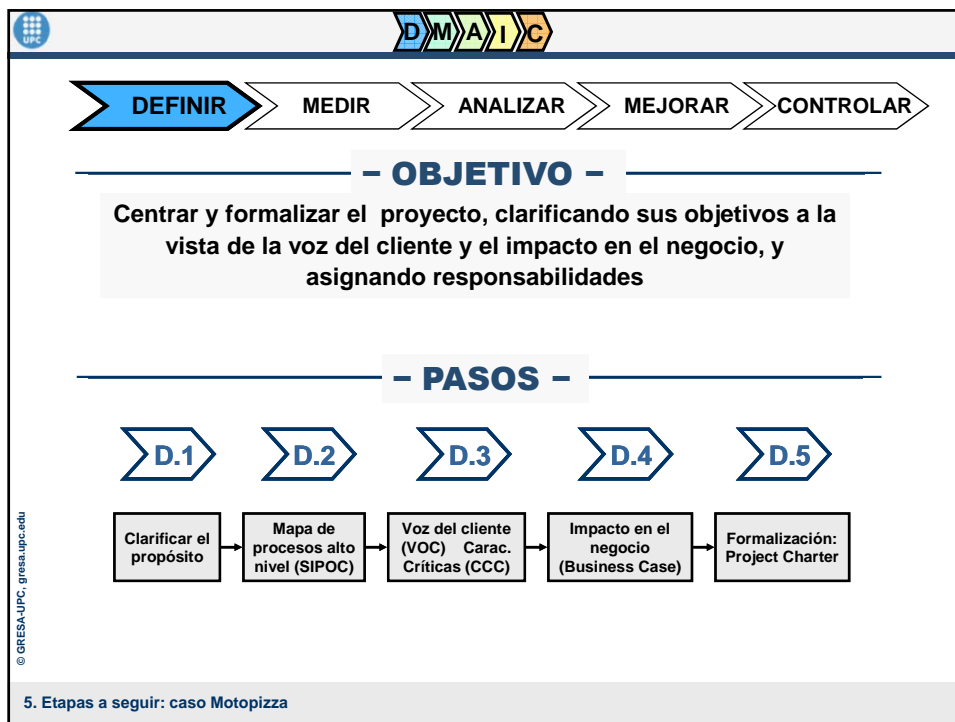 UPC
D M A I C
DEFINIR MEDIR ANALIZAR MEJORAR CONTROLAR
– OBJETIVO –
Centrar y formalizar el proyecto, clarificando sus objetivos a la
vista de la voz del cliente y el impacto en el negocio, y
asignando responsabilidades
– PASOS –
D.1 D.2 D.3 D.4 D.5
Clarificar el
propósito
Mapa de
procesos alto
nivel (SIPOC)
Voz del cliente
(VOC) Carac.
Críticas (CCC)
Impacto en el
negocio
(Business Case)
Formalización:
Project Charter
© GRESA-UPC, gresa.upc.edu
5. Etapas a seguir: caso Motopizza